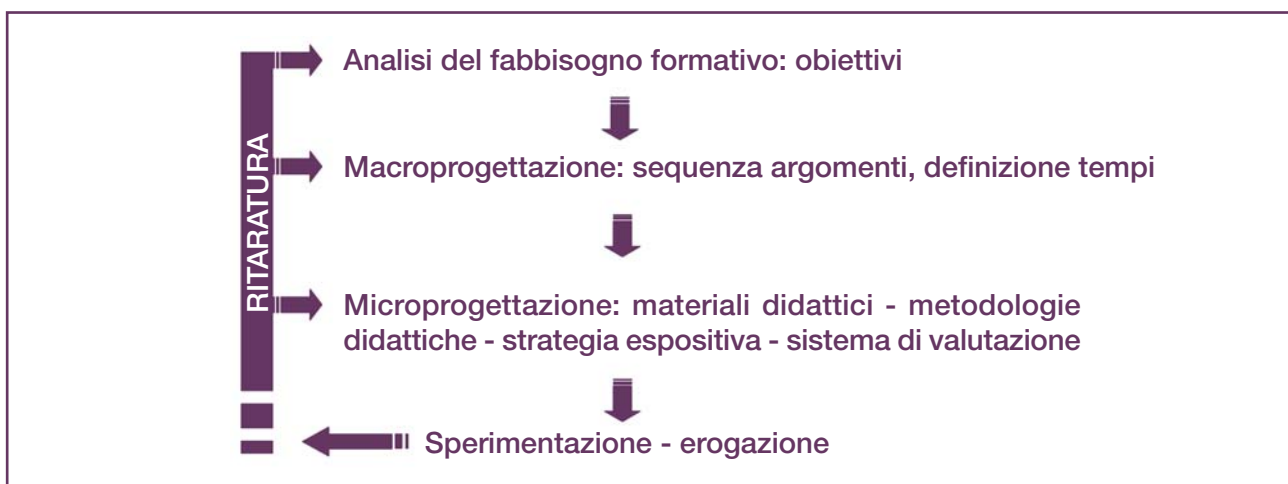 Analisi del fabbisogno formativo: obiettivi
RITARATURA
Macroprogettazione: sequenza argomenti, definizione tempi
Microprogettazione: materiali didattici - metodologie
didattiche - strategia espositiva - sistema di valutazione
Sperimentazione - erogazione